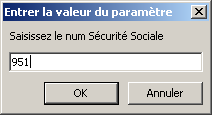 Entrer la valeur du paramètre
Saisissez le num Sécurité Sociale
951
OK
Annuler